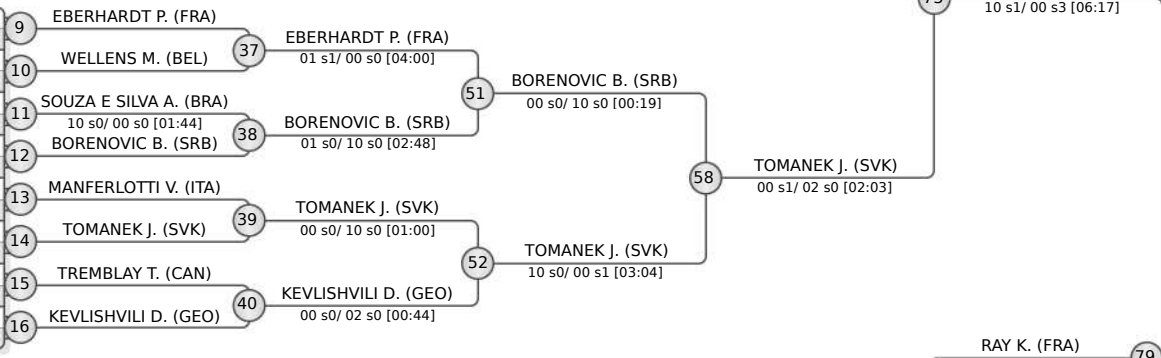 9
EBERHARDT P. (FRA)
10
WELLENS M. (BEL)
37
EBERHARDT P. (FRA)
01 s1/ 00 s0 [04:00]
11
SOUZA E SILVA A. (BRA)
10 s0/ 00 s0 [01:44]
12
BORENOVIC B. (SRB)
38
BORENOVIC B. (SRB)
01 s0/ 10 s0 [02:48]
51
BORENOVIC B. (SRB)
00 s0/ 10 s0 [00:19]
13
MANFERLOTTI V. (ITA)
14
TOMANEK J. (SVK)
39
TOMANEK J. (SVK)
00 s0/ 10 s0 [01:00]
15
TREMBLAY T. (CAN)
16
KEVLISHVILI D. (GEO)
40
KEVLISHVILI D. (GEO)
00 s0/ 02 s0 [00:44]
52
TOMANEK J. (SVK)
10 s0/ 00 s1 [03:04]
58
TOMANEK J. (SVK)
00 s1/ 02 s0 [02:03]
10 s1/ 00 s3 [06:17]
RAY K. (FRA)
79